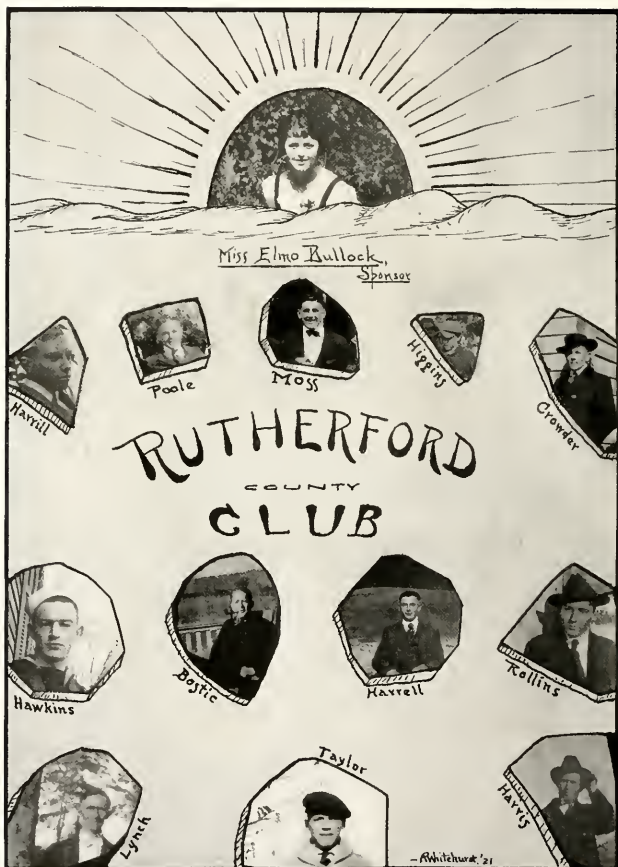 Miss Elmo Bullock,
Sponsor
Harrill
Poole
Moss
Higgins
Crowder
RUTHERFORD
COUNTY
CLUB
Hawkins
Bostic
Harrell
Rollins
Lynch
Taylor
Harris
-RWhitehurst.'21